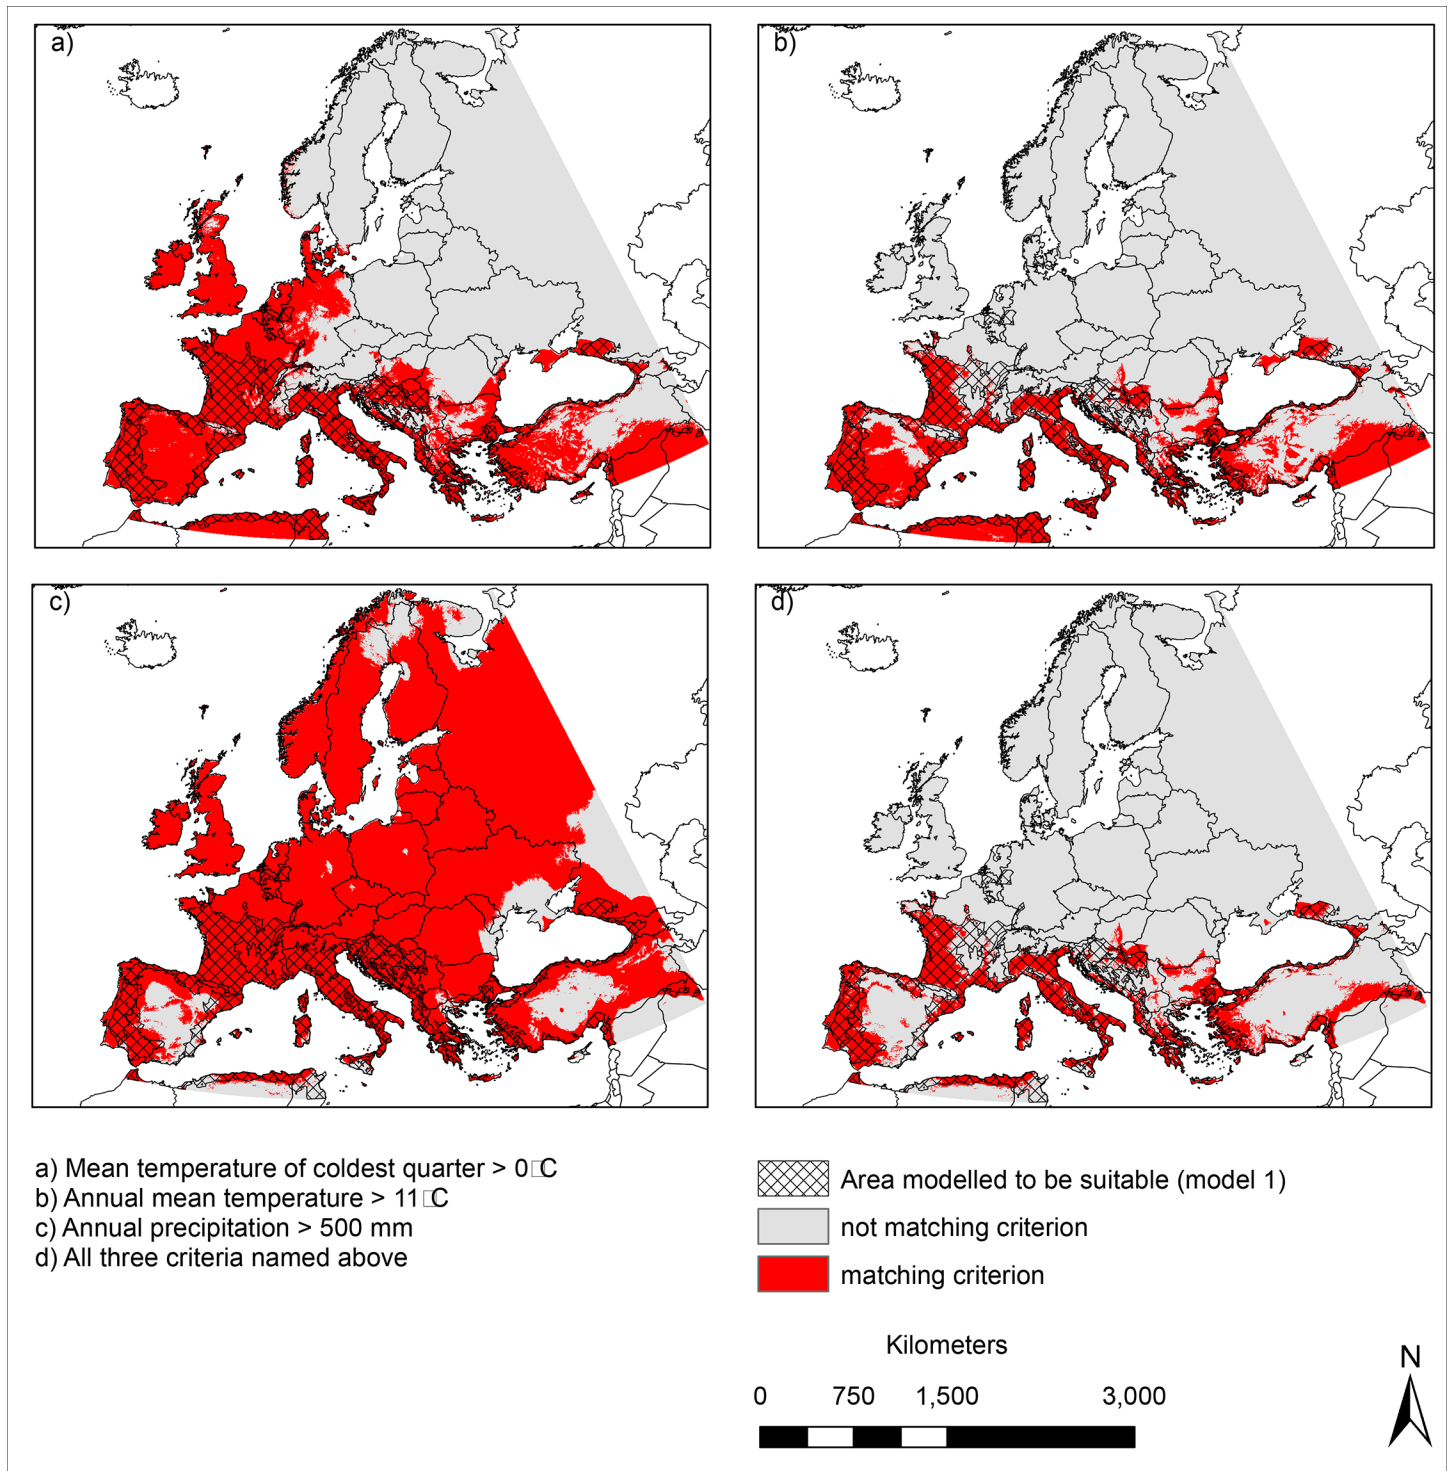 a)
b)
c)
d)
a) Mean temperature of coldest quarter > 0□C
b) Annual mean temperature > 11□C
c) Annual precipitation > 500 mm
d) All three criteria named above
Area modelled to be suitable (model 1)
not matching criterion
matching criterion
Kilometers
0 750 1,500 3,000
N